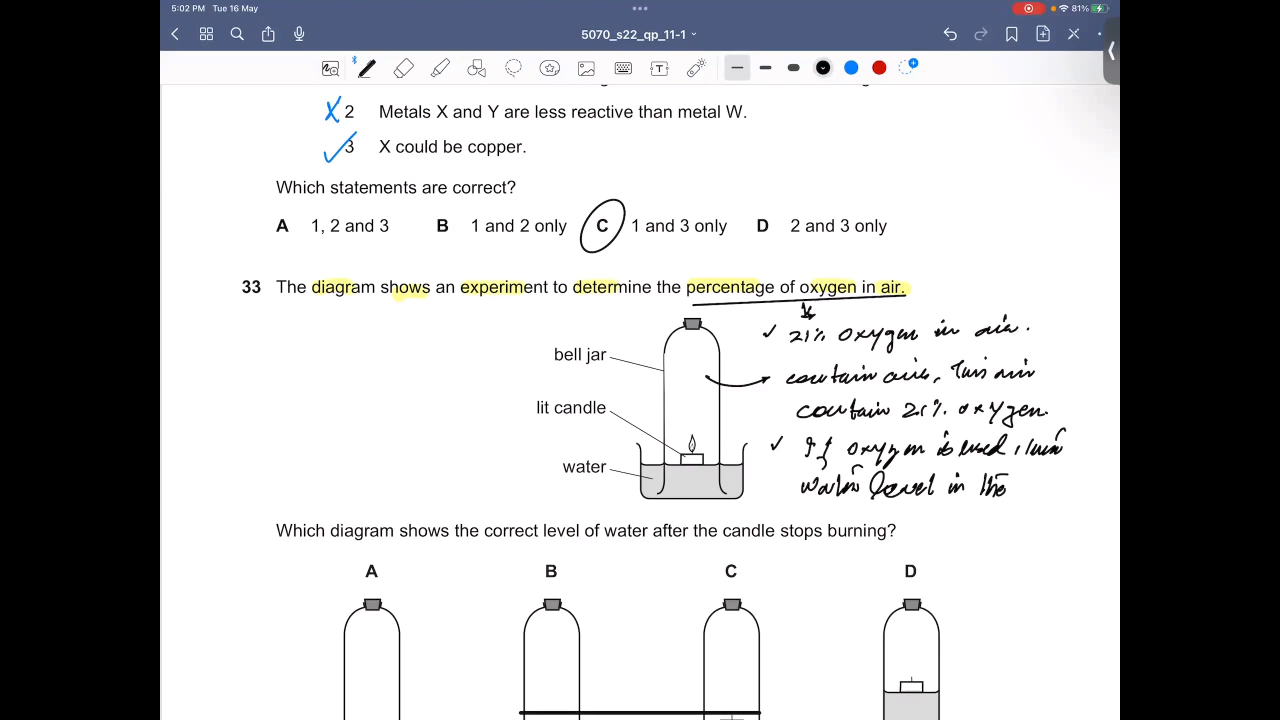 5:02 PM Tue 16 May
81%
5070_s22_qp_11-1
2 Metals X and Y are less reactive than metal W.
3 X could be copper.
Which statements are correct?
A 1, 2 and 3 B 1 and 2 only C 1 and 3 only D 2 and 3 only
33 The diagram shows an experiment to determine the percentage of oxygen in air.
21% oxygen in air.
bell jar
contain air, this air
lit candle
contain 21% oxygen.
If oxygen is used, then
water
water level in the
Which diagram shows the correct level of water after the candle stops burning?
A B C D